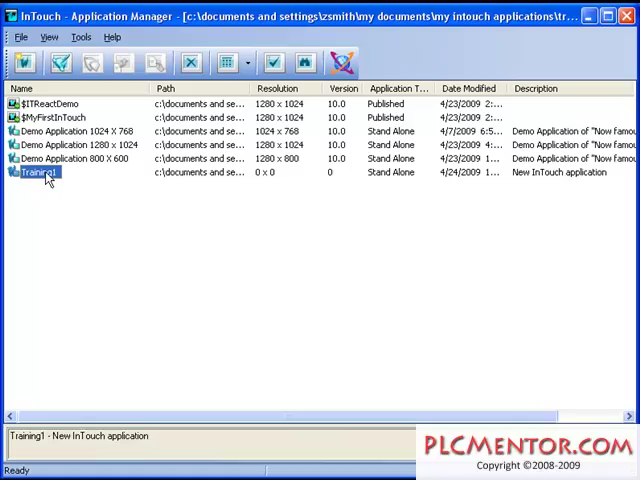 InTouch - Application Manager - [c:\documents and settings\zsmith\my documents\my intouch applications\tr...
File View Tools Help
Name Path Resolution Version Application T... Date Modified Description
$ITReactDemo c:\documents and se... 1280 x 1024 10.0 Published 4/23/2009 2:...
$MyFirstInTouch c:\documents and se... 1280 x 1024 10.0 Published 4/23/2009 2:...
Demo Application 1024 X 768 c:\documents and se... 1024 x 768 10.0 Stand Alone 4/7/2009 6:5... Demo Application of "Now famou
Demo Application 1280 x 1024 c:\documents and se... 1280 x 1024 10.0 Stand Alone 4/23/2009 4:... Demo Application of "Now famou
Demo Application 800 X 600 c:\documents and se... 1280 x 800 10.0 Stand Alone 4/23/2009 1... Demo Application of "Now famou
Training1 c:\documents and se... 0 x 0 0 Stand Alone 4/24/2009 1... New InTouch application
Training1 - New InTouch application
PLCMENTOR.COM
Copyright ©2008-2009
Ready